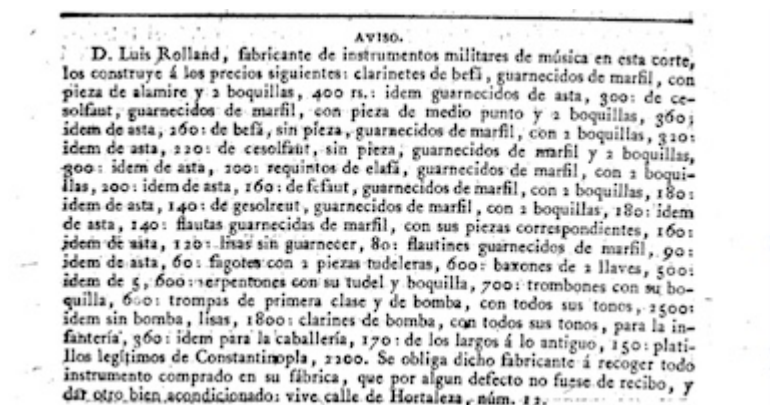 AVISO.
D. Luis Rolland, fabricante de instrumentos militares de música en esta corte,
los construye á los precios siguientes: clarinetes de befá, guarnecidos de marfil, con
pieza de alamire y 2 boquillas, 400 rs.: idem guarnecidos de asta, 300: de ce-
solfaut, guarnecidos de marfil, con pieza de medio punto y 2 boquillas, 360;
idem de asta, 260: de befá, sin pieza, guarnecidos de marfil, con 2 boquillas, 320:
idem de asta, 220: de cesolfaut, sin pieza, guarnecidos de marfil y 2 boquillas,
300: idem de asta, 200: requintos de elafá, guarnecidos de marfil, con 2 boqui-
llas, 200: idem de asta, 160: de fefaut, guarnecidos de marfil, con 2 boquillas, 180:
idem de asta, 140: de gesolreut, guarnecidos de marfil, con 2 boquillas, 180: idem
de asta, 140: flautas guarnecidas de marfil, con sus piezas correspondientes, 160:
idem de asta, 120: lisas sin guarnecer, 80: flautines guarnecidos de marfil, 90:
idem de asta, 60: fagotes con 2 piezas tudeleras, 600: baxones de 2 llaves, 500:
idem de 5, 600: serpentones con su tudel y boquilla, 700: trombones con su bo-
quilla, 600: trompas de primera clase y de bomba, con todos sus tonos, 2500:
idem sin bomba, lisas, 1800: clarines de bomba, con todos sus tonos, para la in-
fantería, 360: idem para la caballería, 170: de los largos á lo antiguo, 150: plati-
llos legítimos de Constantinopla, 2200. Se obliga dicho fabricante á recoger todo
instrumento comprado en su fábrica, que por algun defecto no fuese de recibo, y
dar otro bien acondicionado: vive calle de Hortaleza, núm. 12.